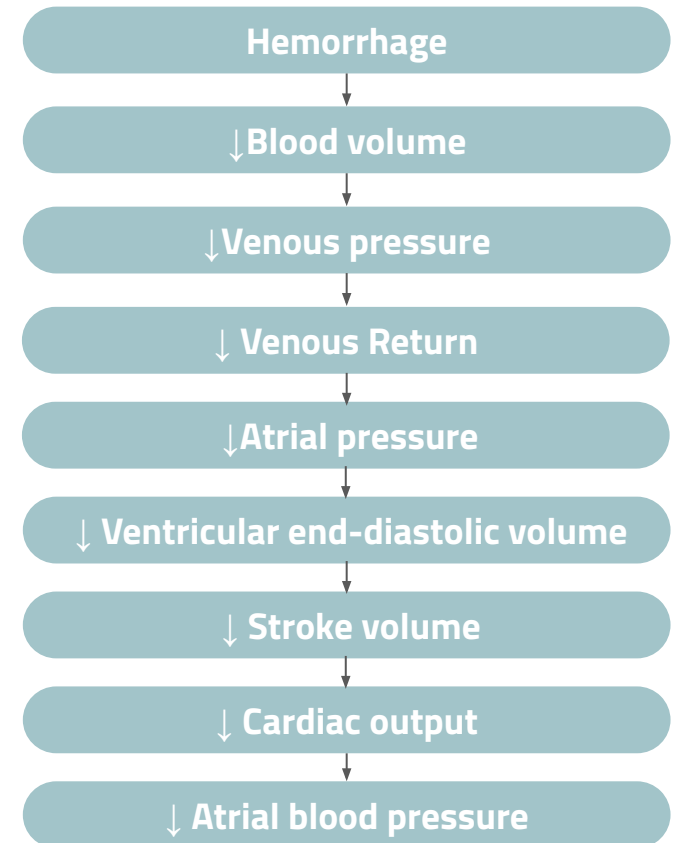 Hemorrhage
↓Blood volume
↓Venous pressure
↓ Venous Return
↓Atrial pressure
↓ Ventricular end-diastolic volume
↓ Stroke volume
↓ Cardiac output
↓ Atrial blood pressure